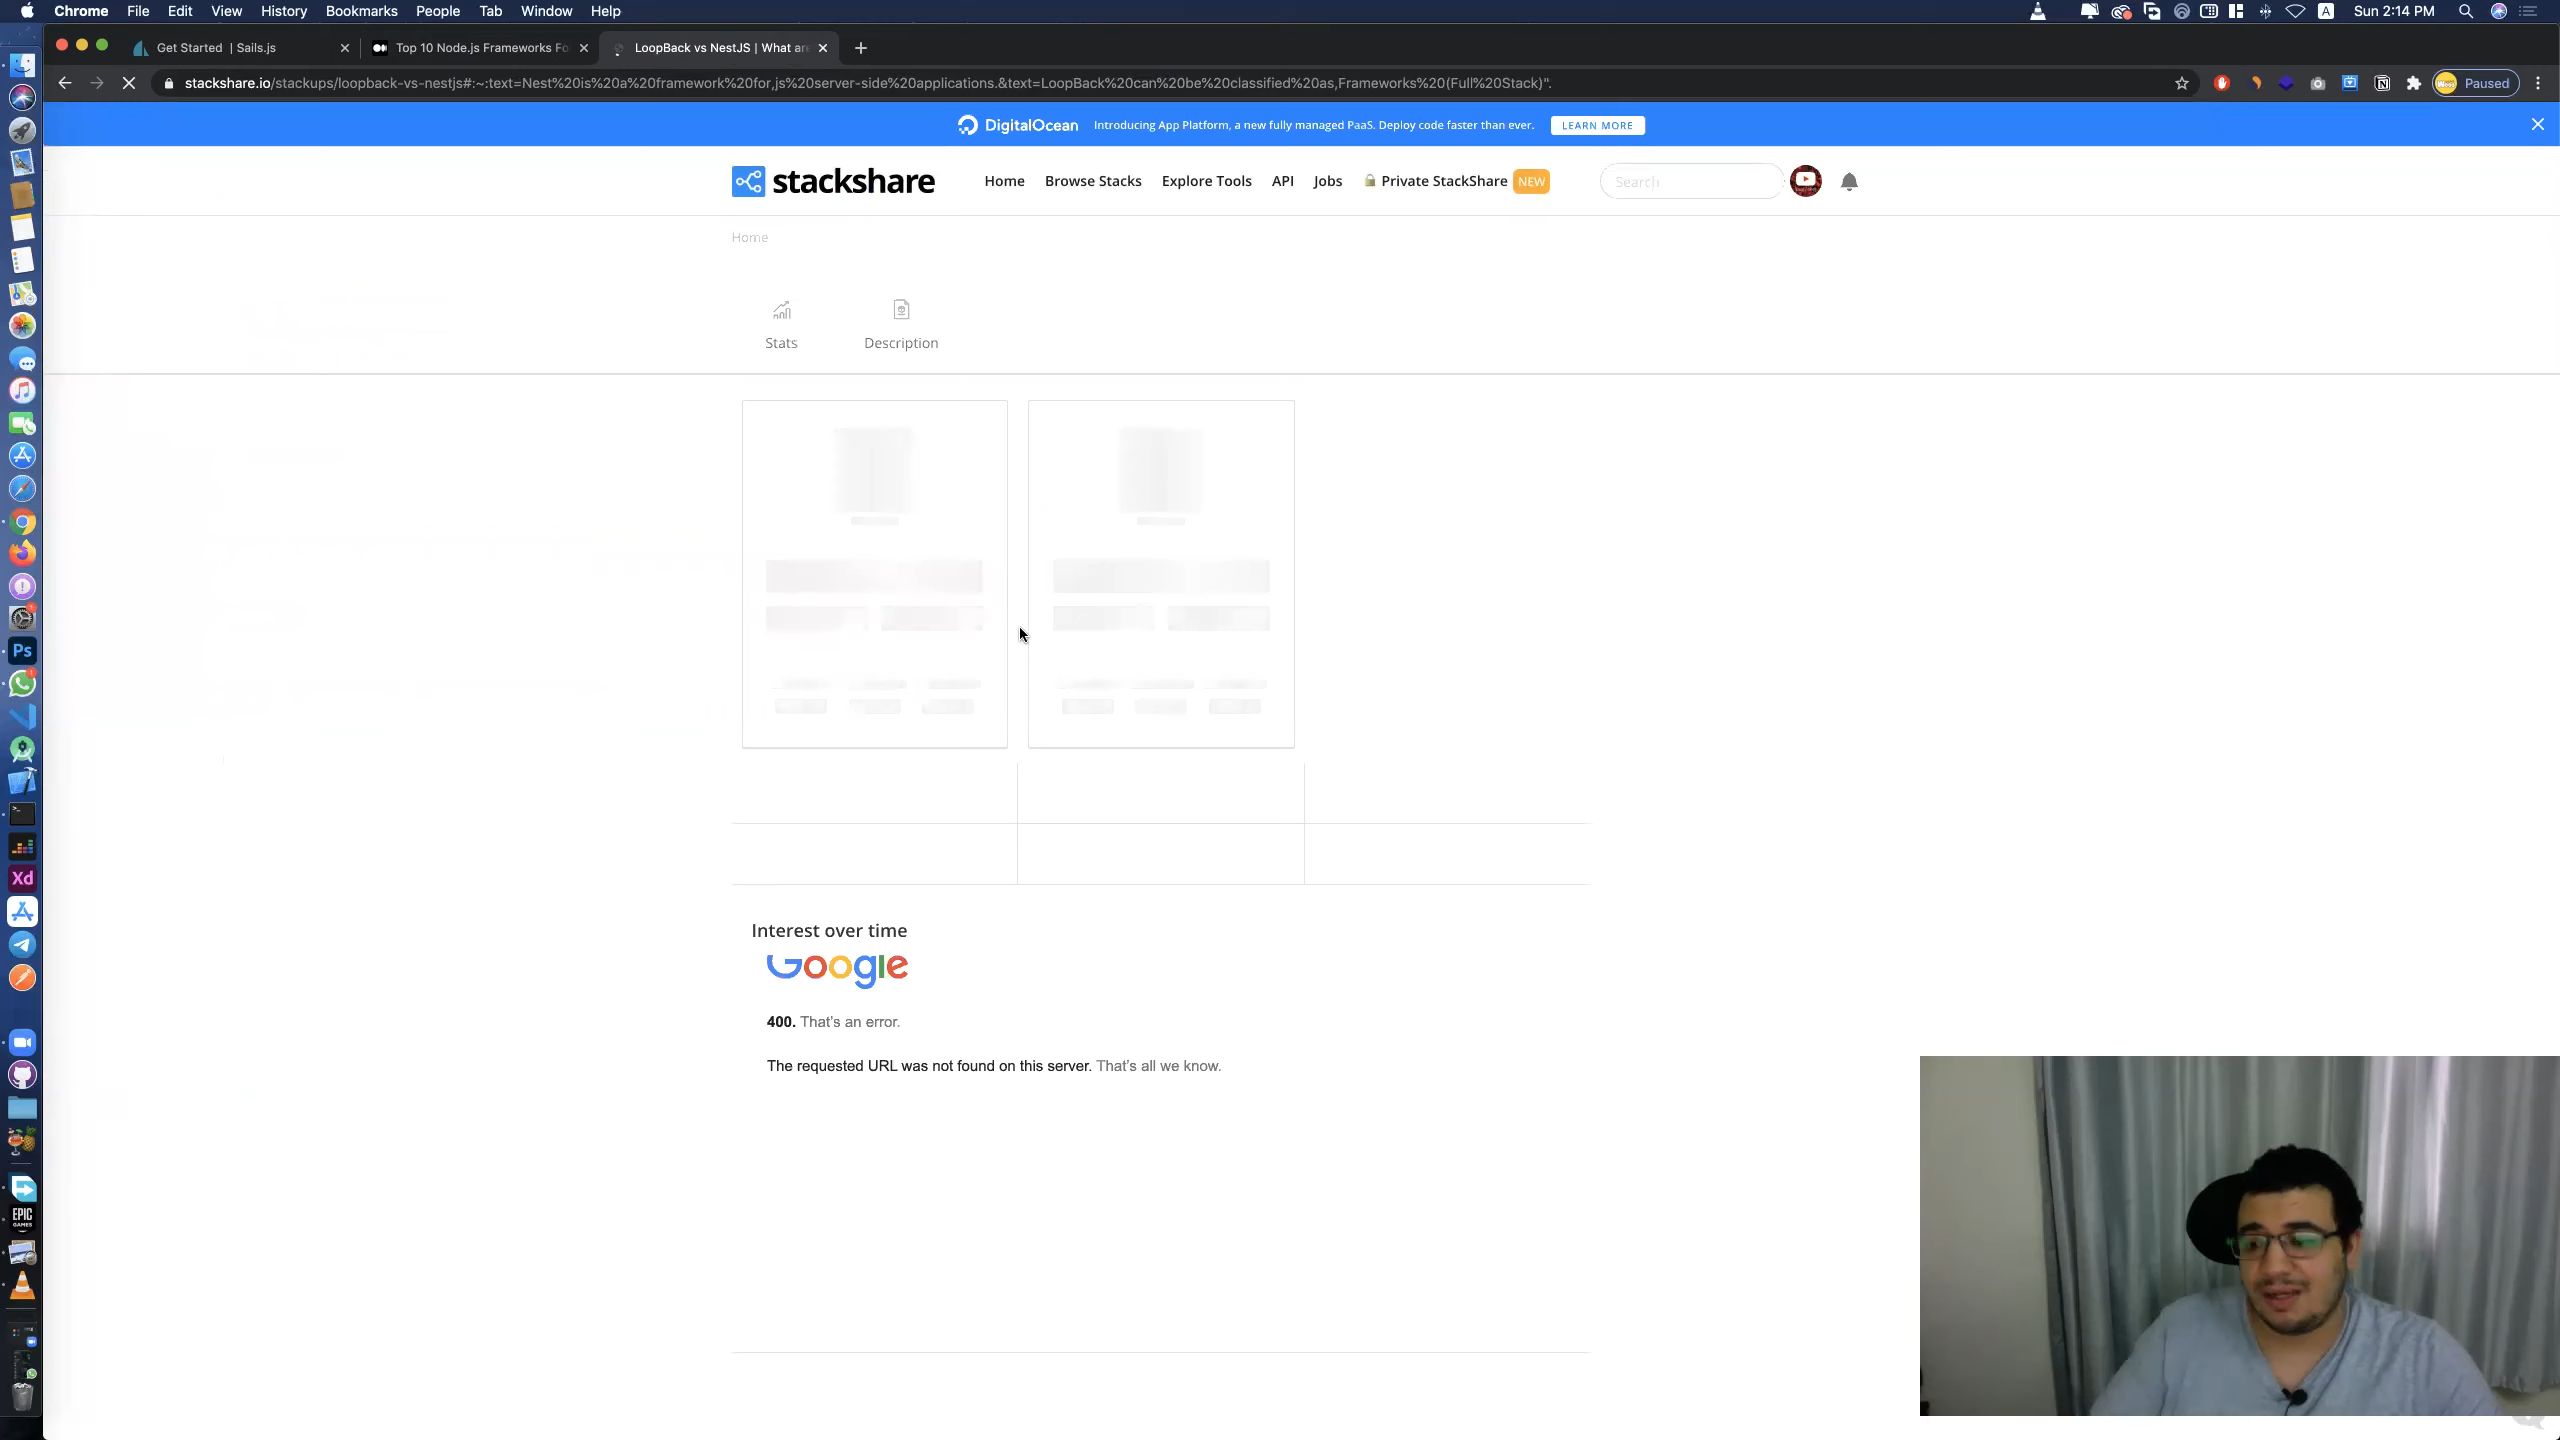 Chrome File Edit View History Bookmarks People Tab Window Help
A Sun 2:14 PM
Get Started | Sails.js
Top 10 Node.js Frameworks Fo
LoopBack vs NestJS | What are
stackshare.io/stackups/loopback-vs-nestjs#:~:text=Nest%20is%20a%20framework%20for,js%20server-side%20applications.&text=LoopBack%20can%20be%20classified%20as,Frameworks%20(Full%20Stack)".
Paused
DigitalOcean Introducing App Platform, a new fully managed PaaS. Deploy code faster than ever. LEARN MORE
stackshare Home Browse Stacks Explore Tools API Jobs Private StackShare NEW
Search
Home
Stats Description
Interest over time
Google
400. That's an error.
The requested URL was not found on this server. That's all we know.
Ps
Xd
EPIC GAMES